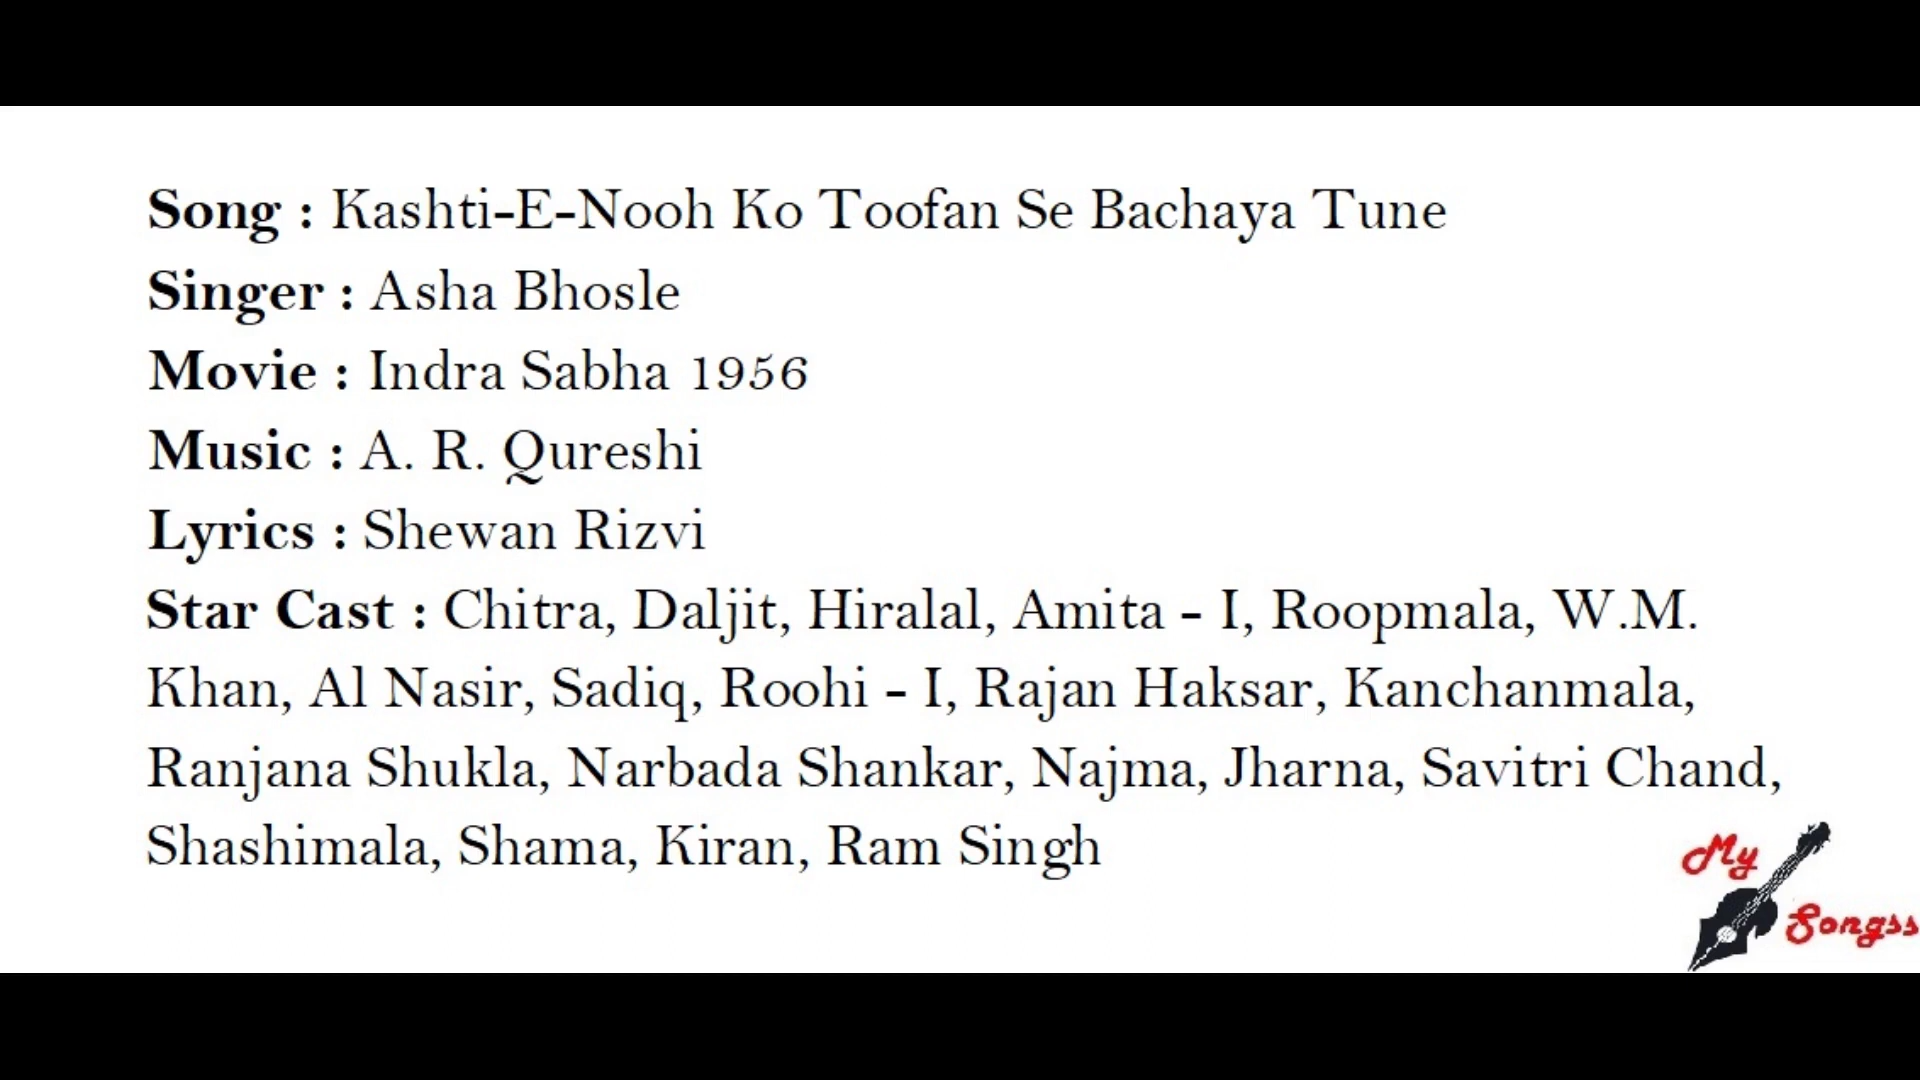 Song : Kashti-E-Nooh Ko Toofan Se Bachaya Tune
Singer : Asha Bhosle
Movie : Indra Sabha 1956
Music : A. R. Qureshi
Lyrics : Shewan Rizvi
Star Cast : Chitra, Daljit, Hiralal, Amita - I, Roopmala, W.M.
Khan, Al Nasir, Sadiq, Roohi - I, Rajan Haksar, Kanchanmala,
Ranjana Shukla, Narbada Shankar, Najma, Jharna, Savitri Chand,
Shashimala, Shama, Kiran, Ram Singh
My
Songss